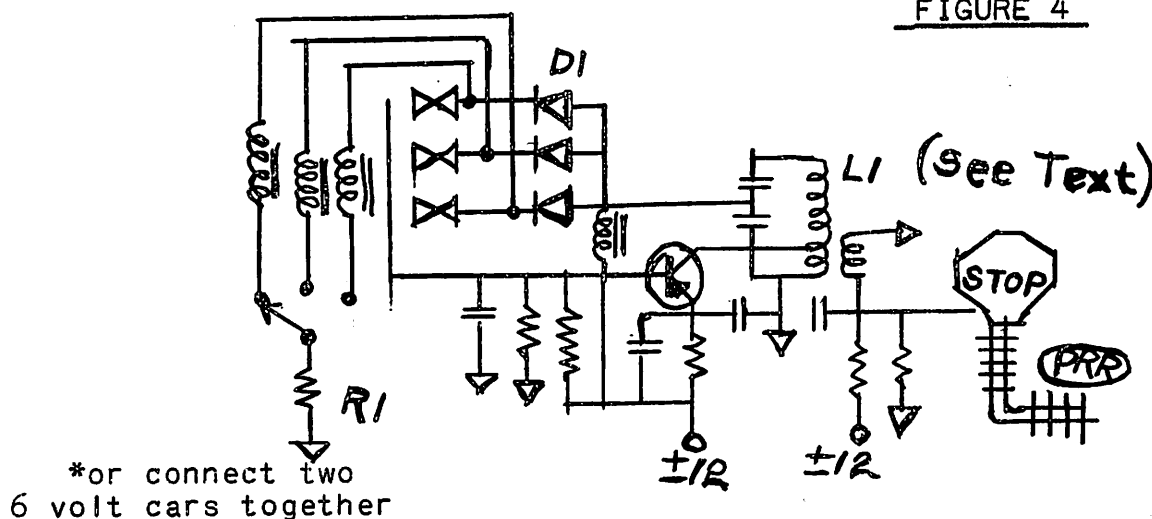 FIGURE 4
D1
L1 (See Text)
STOP
PRR
R1
±12
±12
*or connect two
6 volt cars together